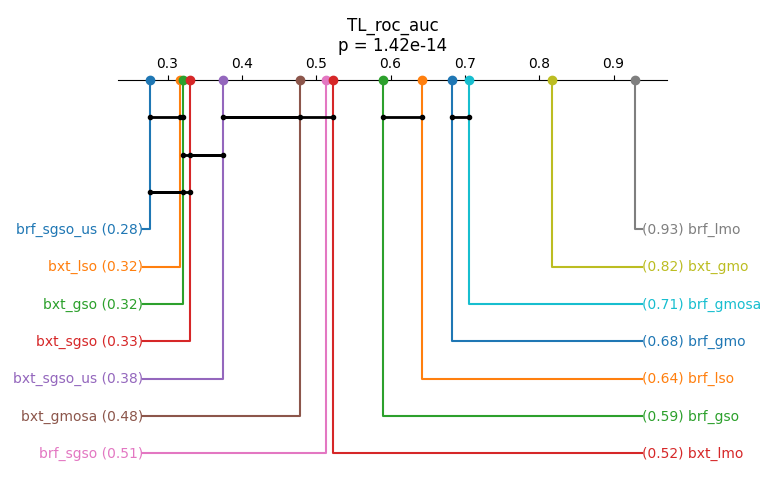 TL_roc_auc
p = 1.42e-14
0.3 0.4 0.5 0.6 0.7 0.8 0.9
brf_sgso_us (0.28) (0.93) brf_lmo
bxt_lso (0.32) (0.82) bxt_gmo
bxt_gso (0.32) (0.71) brf_gmosa
bxt_sgso (0.33) (0.68) brf_gmo
bxt_sgso_us (0.38) (0.64) brf_lso
bxt_gmosa (0.48) (0.59) brf_gso
brf_sgso (0.51) (0.52) bxt_lmo